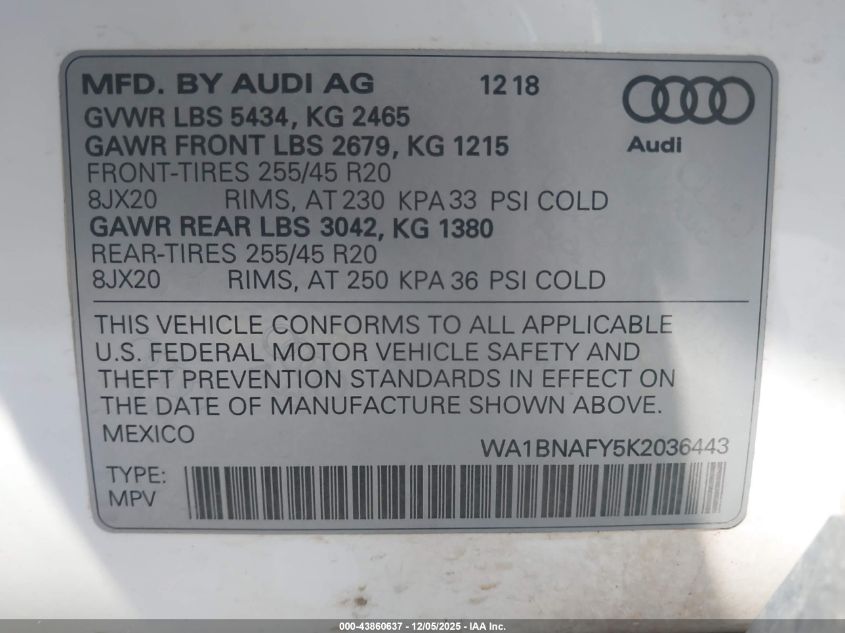 MFD. BY AUDI AG 12 18
GVWR LBS 5434, KG 2465
GAWR FRONT LBS 2679, KG 1215
Audi
FRONT-TIRES 255/45 R20
8JX20 RIMS, AT 230 KPA 33 PSI COLD
GAWR REAR LBS 3042, KG 1380
REAR-TIRES 255/45 R20
8JX20 RIMS, AT 250 KPA 36 PSI COLD
THIS VEHICLE CONFORMS TO ALL APPLICABLE
U.S. FEDERAL MOTOR VEHICLE SAFETY AND
THEFT PREVENTION STANDARDS IN EFFECT ON
THE DATE OF MANUFACTURE SHOWN ABOVE.
MEXICO
WA1BNAFY5K2036443
TYPE:
MPV
000-43860637 - 12/05/2025 - IAA Inc.